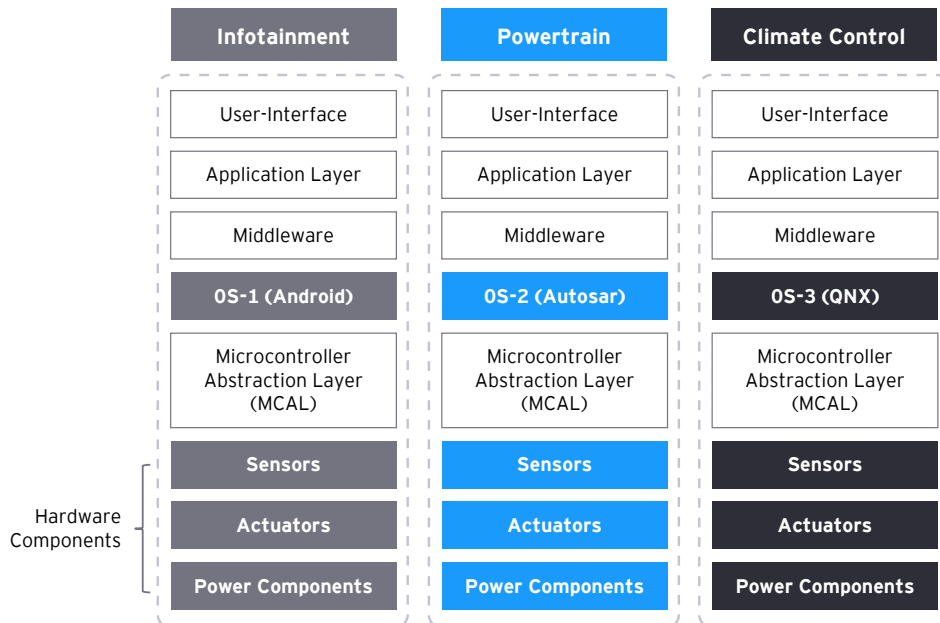 Infotainment
Powertrain
Climate Control
User-Interface
User-Interface
User-Interface
Application Layer
Application Layer
Application Layer
Middleware
Middleware
Middleware
OS-1 (Android)
OS-2 (Autosar)
OS-3 (QNX)
Microcontroller
Abstraction Layer
(MCAL)
Microcontroller
Abstraction Layer
(MCAL)
Microcontroller
Abstraction Layer
(MCAL)
Hardware
Components
Sensors
Sensors
Sensors
Actuators
Actuators
Actuators
Power Components
Power Components
Power Components